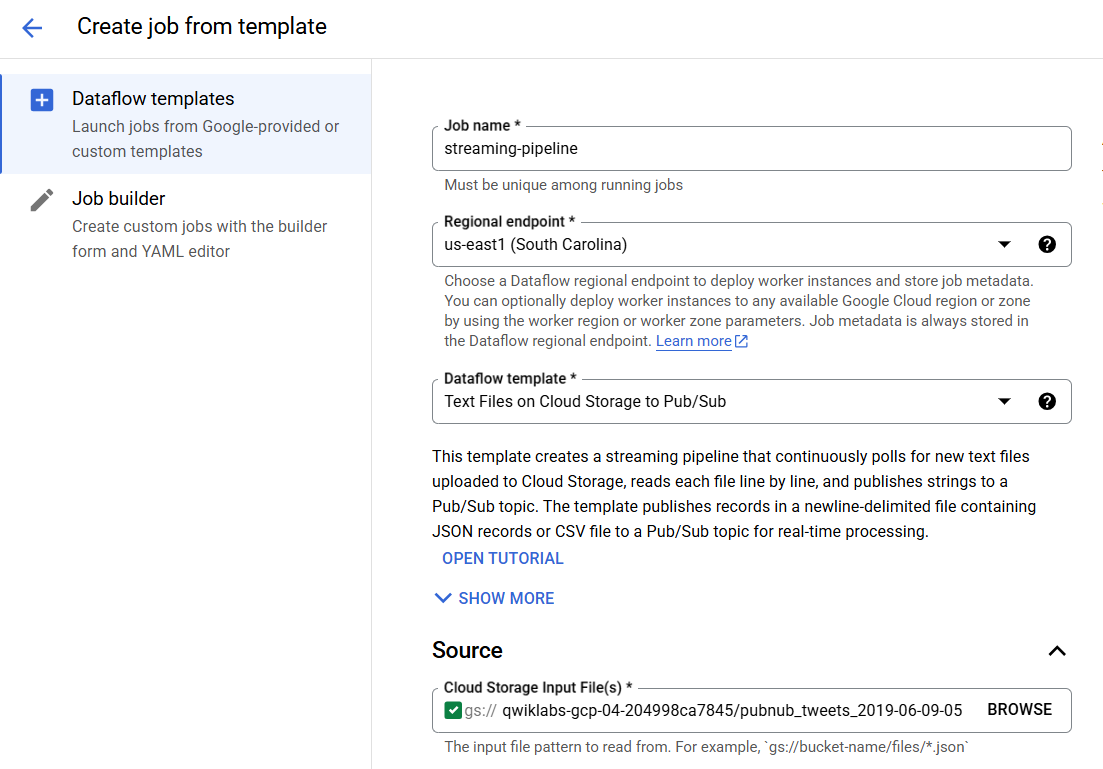 Create job from template
Dataflow templates
Launch jobs from Google-provided or
custom templates
Job builder
Create custom jobs with the builder
form and YAML editor
Job name *
streaming-pipeline
Must be unique among running jobs
Regional endpoint *
us-east1 (South Carolina)
Choose a Dataflow regional endpoint to deploy worker instances and store job metadata.
You can optionally deploy worker instances to any available Google Cloud region or zone
by using the worker region or worker zone parameters. Job metadata is always stored in
the Dataflow regional endpoint. Learn more
Dataflow template *
Text Files on Cloud Storage to Pub/Sub
This template creates a streaming pipeline that continuously polls for new text files
uploaded to Cloud Storage, reads each file line by line, and publishes strings to a
Pub/Sub topic. The template publishes records in a newline-delimited file containing
JSON records or CSV file to a Pub/Sub topic for real-time processing.
OPEN TUTORIAL
SHOW MORE
Source
Cloud Storage Input File(s) *
gs:// qwiklabs-gcp-04-204998ca7845/pubnub_tweets_2019-06-09-05 BROWSE
The input file pattern to read from. For example, `gs://bucket-name/files/*.json`